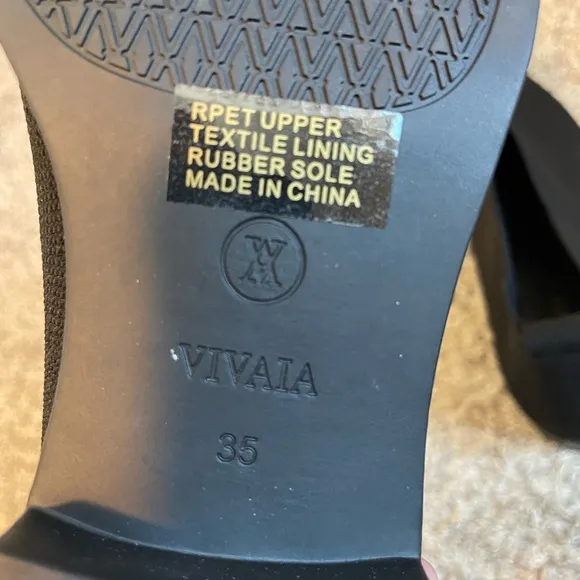 RPET UPPER
TEXTILE LINING
RUBBER SOLE
MADE IN CHINA
VIVAIA
35